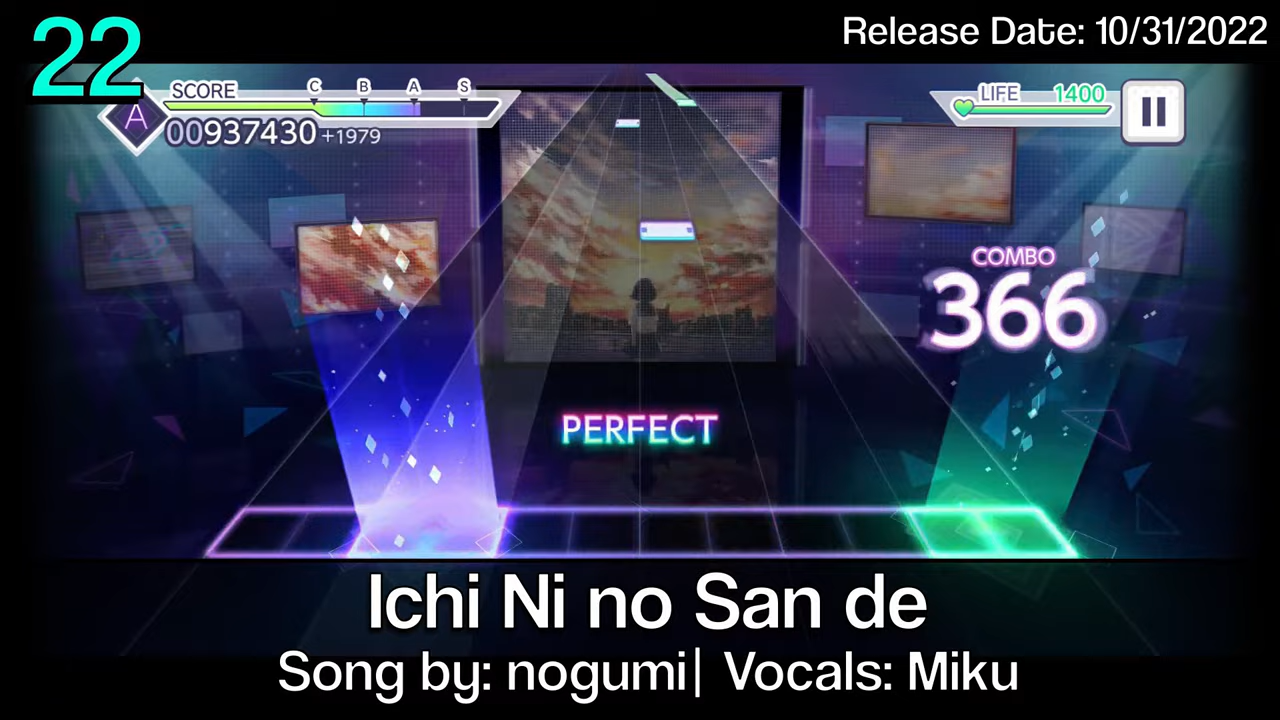 22
Release Date: 10/31/2022
SCORE
C B A S
A
00937430 +1979
LIFE 1400
COMBO
366
PERFECT
Ichi Ni no San de
Song by: nogumi| Vocals: Miku